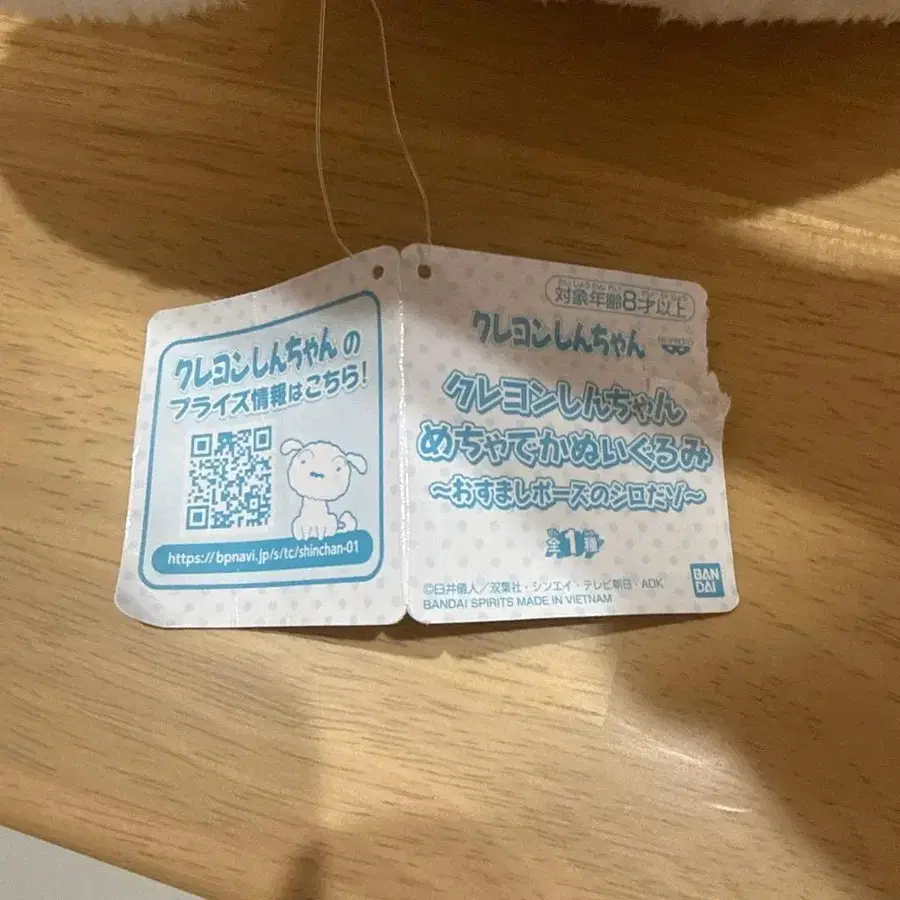 クレヨンしんちゃんの
プライズ情報はこちら!
https://bpnavi.jp/s/tc/shinchan-01
対象年齢8才以上
クレヨンしんちゃん
クレヨンしんちゃん
めちゃでかぬいぐるみ
〜おすましポーズのシロだゾ〜
全1種
©臼井儀人/双葉社・シンエイ・テレビ朝日・ADK
BANDAI SPIRITS MADE IN VIETNAM
BAN
DAI